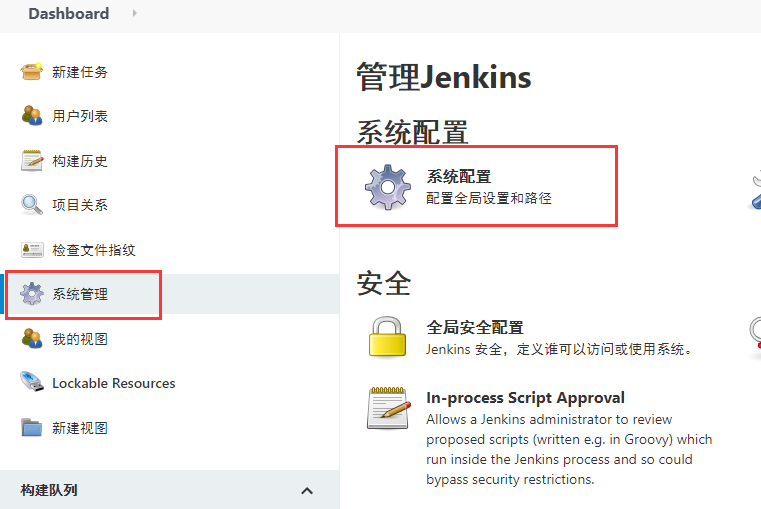 Dashboard
新建任务
用户列表
构建历史
项目关系
检查文件指纹
系统管理
我的视图
Lockable Resources
新建视图
构建队列
管理Jenkins
系统配置
系统配置
配置全局设置和路径
安全
全局安全配置
Jenkins 安全，定义谁可以访问或使用系统。
In-process Script Approval
Allows a Jenkins administrator to review
proposed scripts (written e.g. in Groovy) which
run inside the Jenkins process and so could
bypass security restrictions.